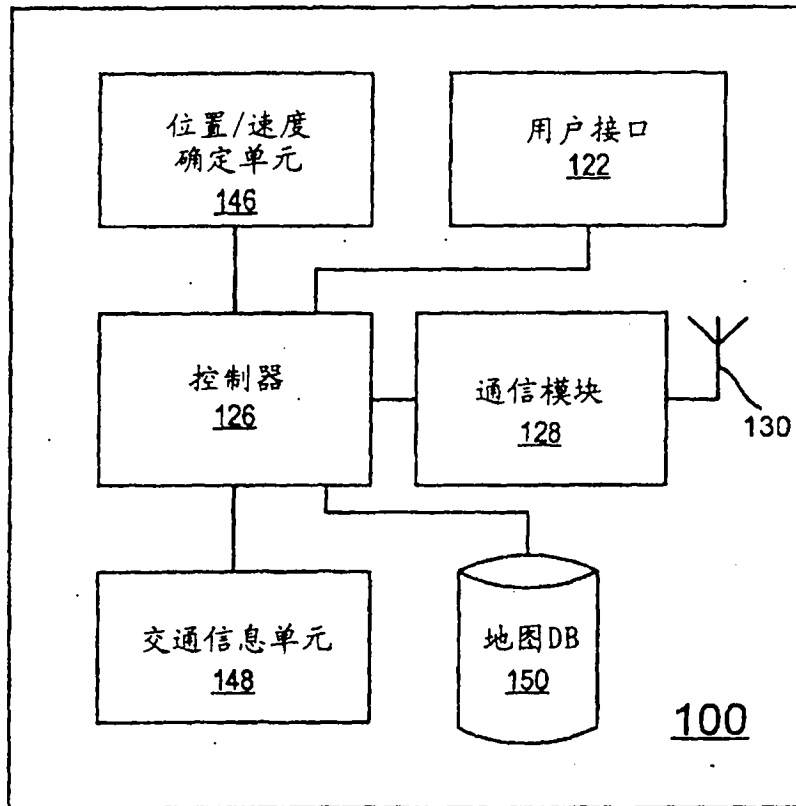 位置/速度
确定单元
146
用户接口
122
控制器
126
通信模块
128
130
交通信息单元
148
地图DB
150
100